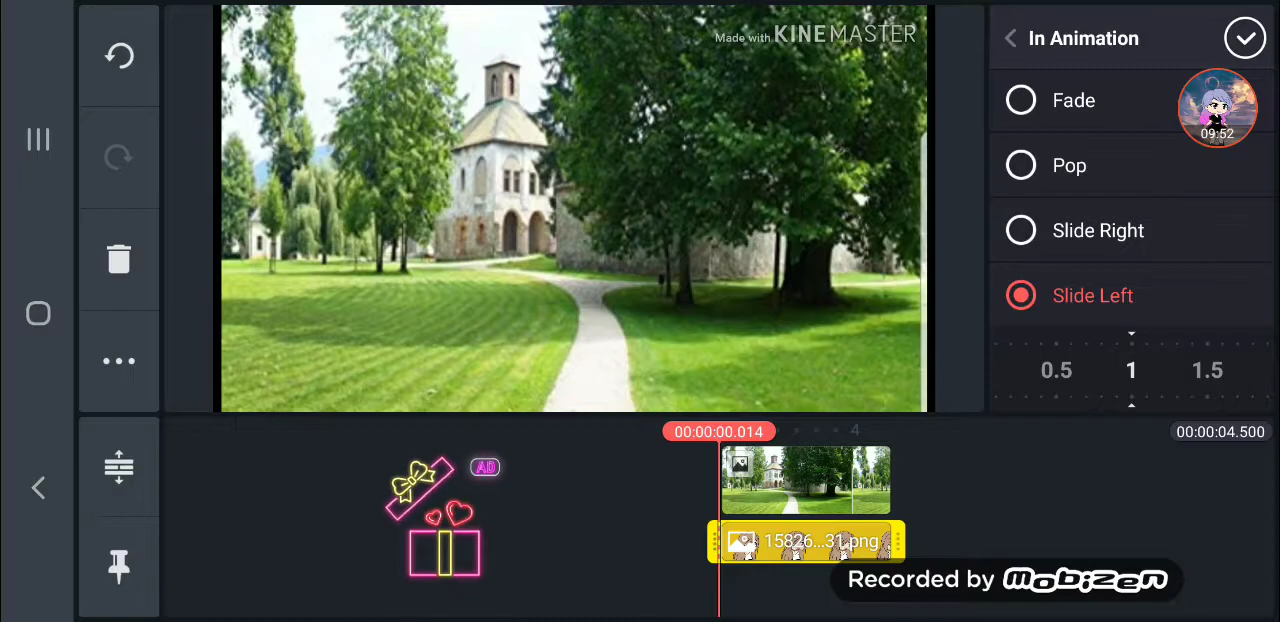 Made with KINEMASTER
In Animation
Fade
09:52
Pop
Slide Right
Slide Left
0.5 1 1.5
00:00:00.014
4
00:00:04.500
AD
15826...31.png
Recorded by mobizen